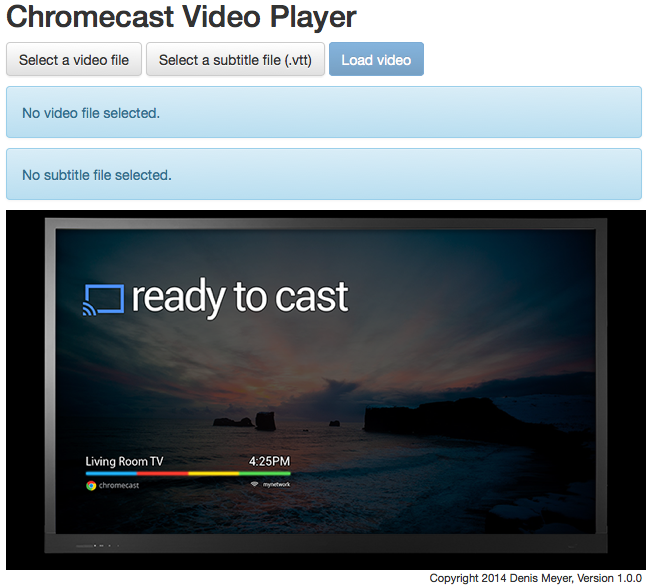 Chromecast Video Player
Select a video file Select a subtitle file (.vtt) Load video
No video file selected.
No subtitle file selected.
ready to cast
Living Room TV 4:25PM
chromecast mynetwork
Copyright 2014 Denis Meyer, Version 1.0.0